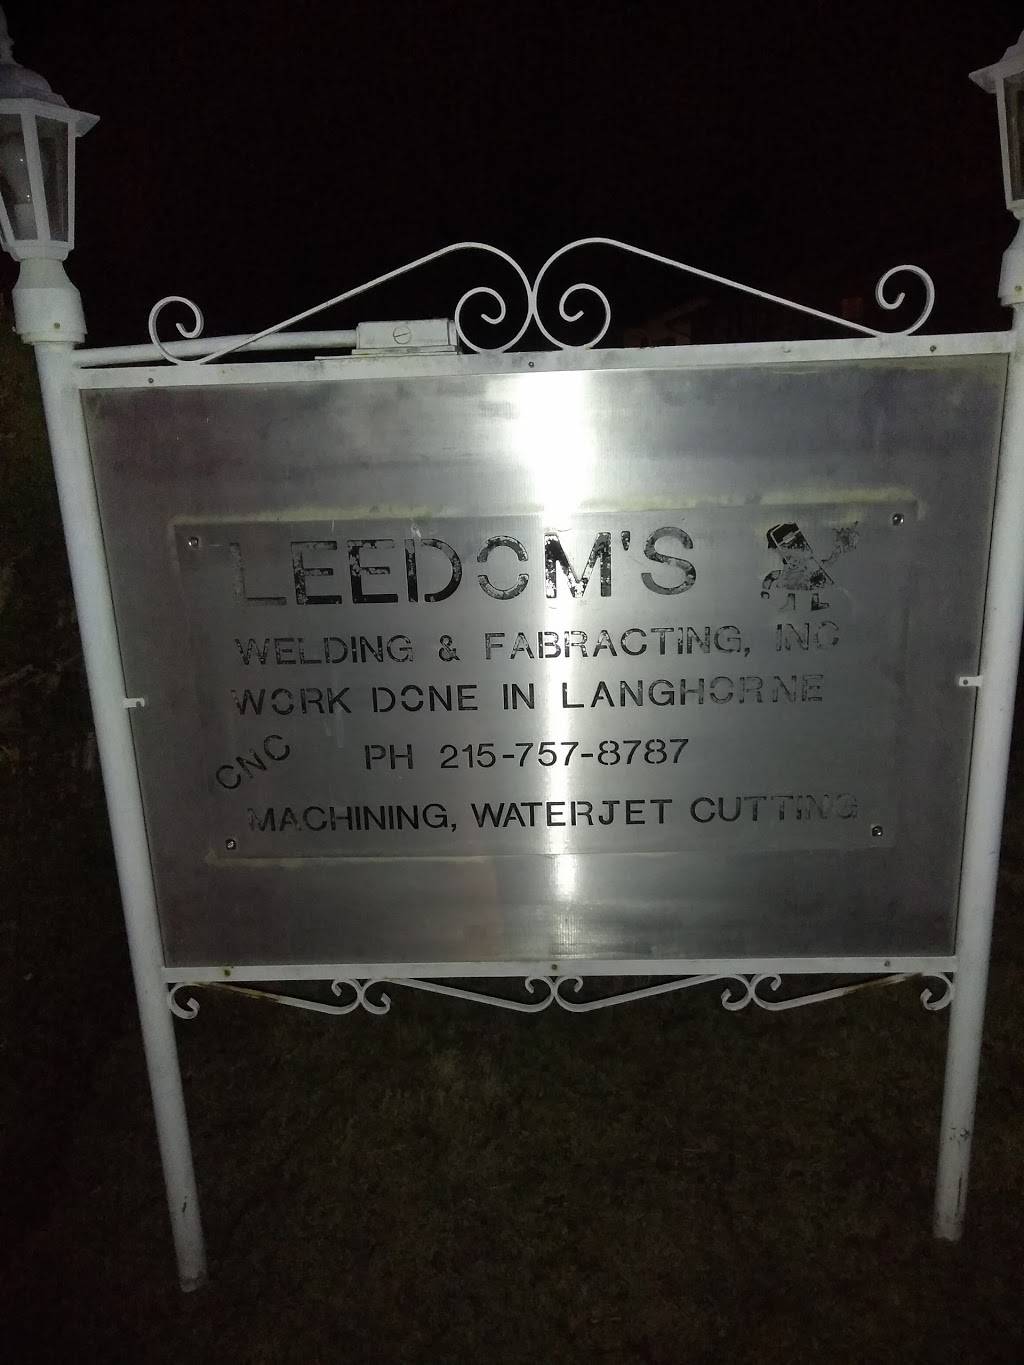 LEEDOM'S
WELDING & FABRACTING, INC
WORK DONE IN LANGHORNE
PH 215-757-8787
CNC
MACHINING, WATERJET CUTTING